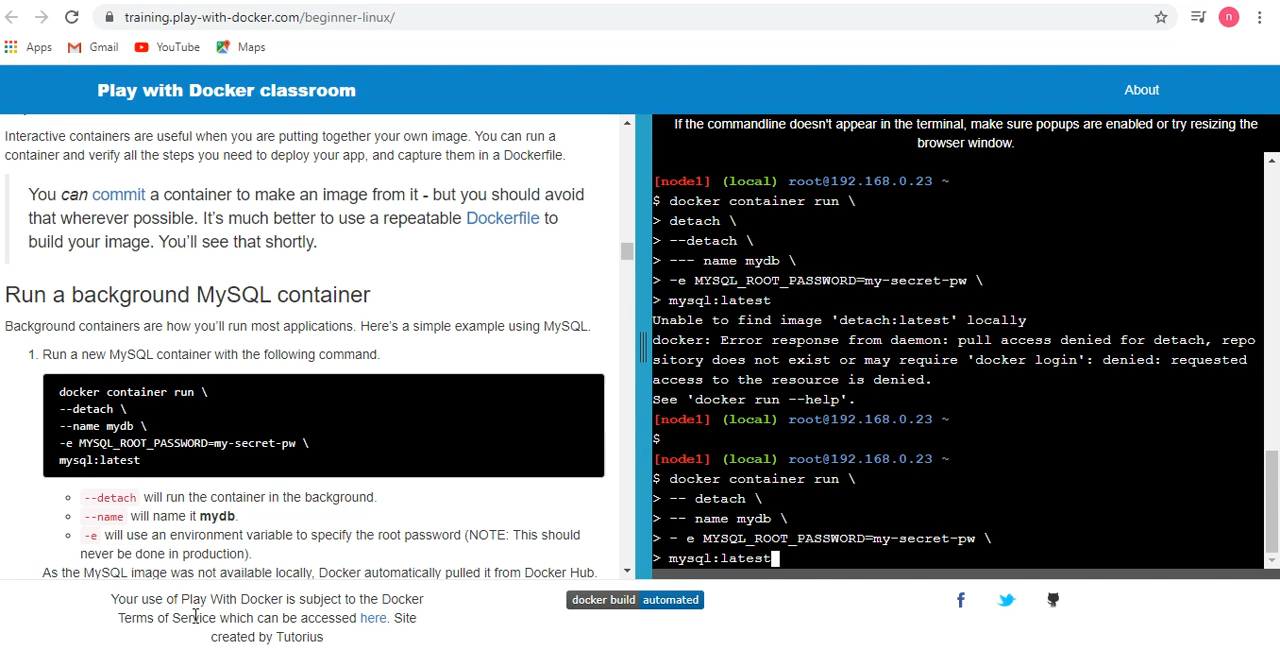 training.play-with-docker.com/beginner-linux/
n
Apps Gmail YouTube Maps
Play with Docker classroom
About
Interactive containers are useful when you are putting together your own image. You can run a
container and verify all the steps you need to deploy your app, and capture them in a Dockerfile.
You can commit a container to make an image from it - but you should avoid
that wherever possible. It's much better to use a repeatable Dockerfile to
build your image. You'll see that shortly.
Run a background MySQL container
Background containers are how you'll run most applications. Here's a simple example using MySQL.
1. Run a new MySQL container with the following command.
docker container run \
--detach \
--name mydb \
-e MYSQL_ROOT_PASSWORD=my-secret-pw \
mysql:latest
--detach will run the container in the background.
--name will name it mydb.
-e will use an environment variable to specify the root password (NOTE: This should
never be done in production).
As the MySQL image was not available locally, Docker automatically pulled it from Docker Hub.
If the commandline doesn't appear in the terminal, make sure popups are enabled or try resizing the
browser window.
[node1] (local) root@192.168.0.23 ~
$ docker container run \
> detach \
> --detach \
> --- name mydb \
> -e MYSQL_ROOT_PASSWORD=my-secret-pw \
> mysql:latest
Unable to find image 'detach:latest' locally
docker: Error response from daemon: pull access denied for detach, repo
sitory does not exist or may require 'docker login': denied: requested
access to the resource is denied.
See 'docker run --help'.
[node1] (local) root@192.168.0.23 ~
$
[node1] (local) root@192.168.0.23 ~
$ docker container run \
> -- detach \
> -- name mydb \
> - e MYSQL_ROOT_PASSWORD=my-secret-pw \
> mysql:latest
Your use of Play With Docker is subject to the Docker
Terms of Service which can be accessed here. Site
created by Tutorius
docker build automated